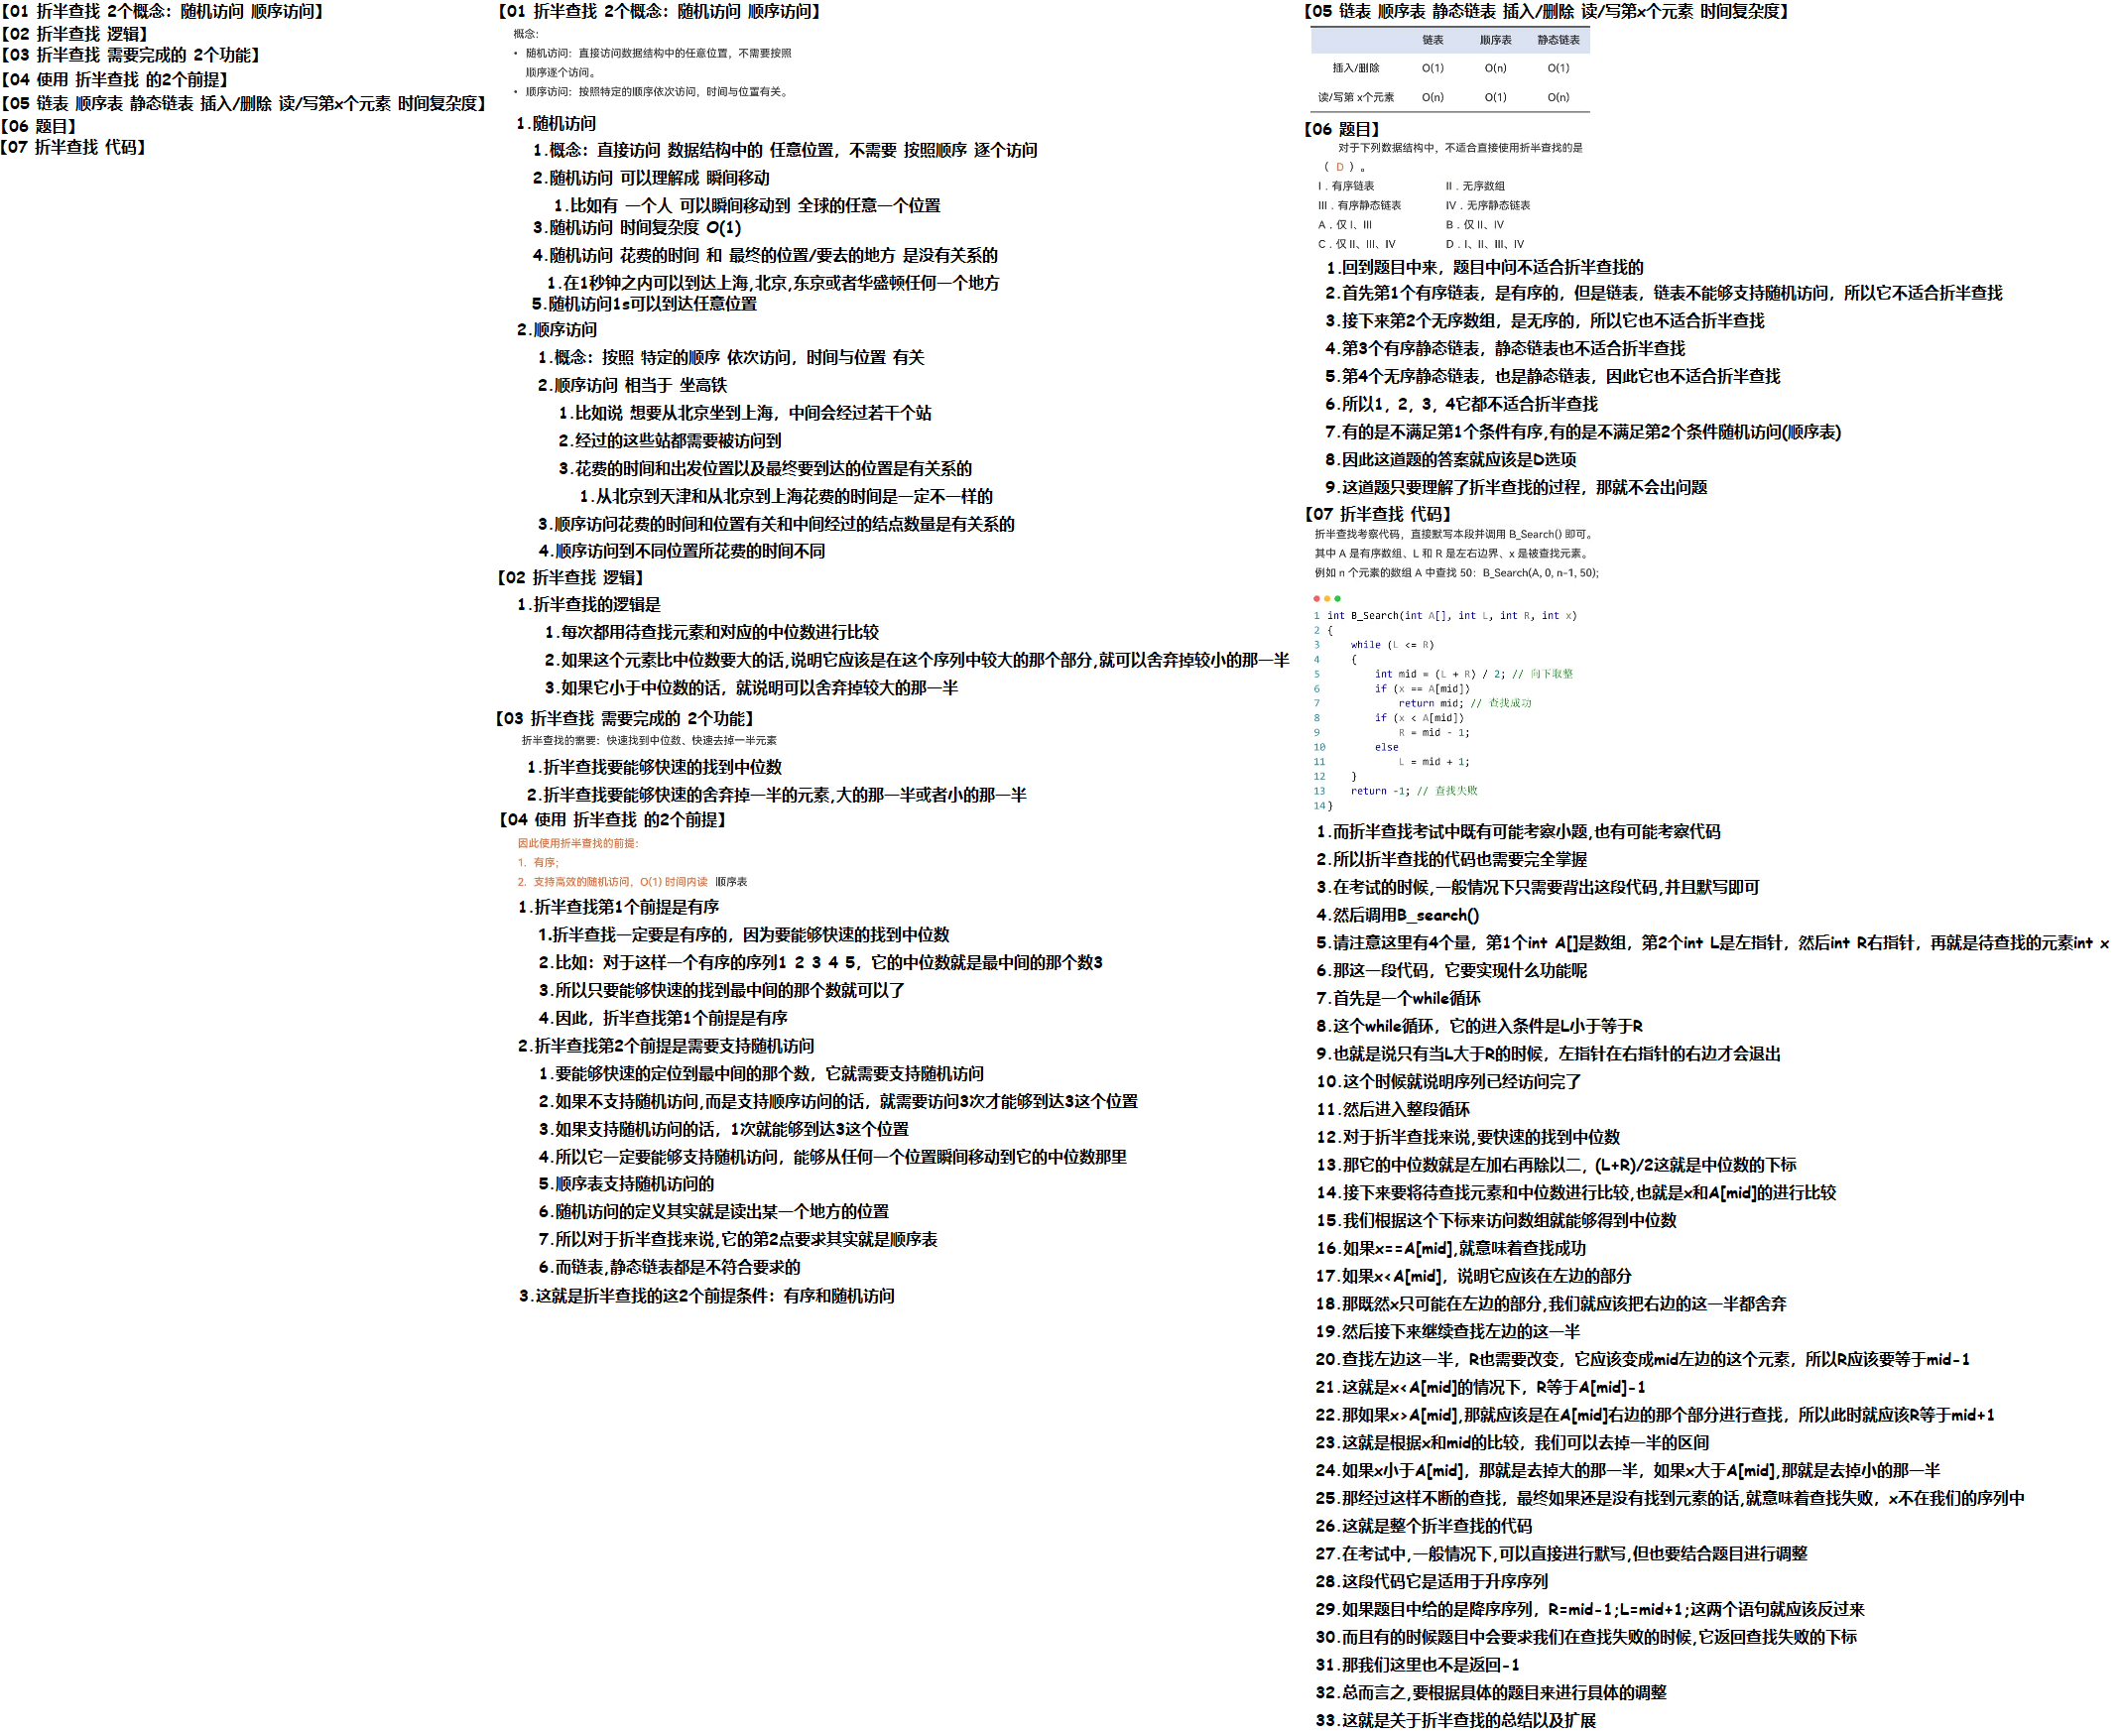 【01 折半查找 2个概念：随机访问 顺序访问】
【02 折半查找 逻辑】
【03 折半查找 需要完成的 2个功能】
【04 使用 折半查找 的2个前提】
【05 链表 顺序表 静态链表 插入/删除 读/写第x个元素 时间复杂度】
【06 题目】
【07 折半查找 代码】
【01 折半查找 2个概念：随机访问 顺序访问】
概念：
• 随机访问：直接访问数据结构中的任意位置，不需要按照
顺序逐个访问。
• 顺序访问：按照特定的顺序依次访问，时间与位置有关。
1.随机访问
1.概念：直接访问 数据结构中的 任意位置，不需要 按照顺序 逐个访问
2.随机访问 可以理解成 瞬间移动
1.比如有 一个人 可以瞬间移动到 全球的任意一个位置
3.随机访问 时间复杂度 O(1)
4.随机访问 花费的时间 和 最终的位置/要去的地方 是没有关系的
1.在1秒钟之内可以到达上海,北京,东京或者华盛顿任何一个地方
5.随机访问1s可以到达任意位置
2.顺序访问
1.概念：按照 特定的顺序 依次访问，时间与位置 有关
2.顺序访问 相当于 坐高铁
1.比如说 想要从北京坐到上海，中间会经过若干个站
2.经过的这些站都需要被访问到
3.花费的时间和出发位置以及最终要到达的位置是有关系的
1.从北京到天津和从北京到上海花费的时间是一定不一样的
3.顺序访问花费的时间和位置有关和中间经过的结点数量是有关系的
4.顺序访问到不同位置所花费的时间不同
【02 折半查找 逻辑】
1.折半查找的逻辑是
1.每次都用待查找元素和对应的中位数进行比较
2.如果这个元素比中位数要大的话,说明它应该是在这个序列中较大的那个部分,就可以舍弃掉较小的那一半
3.如果它小于中位数的话，就说明可以舍弃掉较大的那一半
【03 折半查找 需要完成的 2个功能】
折半查找的需要：快速找到中位数、快速去掉一半元素
1.折半查找要能够快速的找到中位数
2.折半查找要能够快速的舍弃掉一半的元素,大的那一半或者小的那一半
【04 使用 折半查找 的2个前提】
因此使用折半查找的前提：
1. 有序；
2. 支持高效的随机访问，O(1) 时间内读 顺序表
1.折半查找第1个前提是有序
1.折半查找一定要是有序的，因为要能够快速的找到中位数
2.比如：对于这样一个有序的序列1 2 3 4 5，它的中位数就是最中间的那个数3
3.所以只要能够快速的找到最中间的那个数就可以了
4.因此，折半查找第1个前提是有序
2.折半查找第2个前提是需要支持随机访问
1.要能够快速的定位到最中间的那个数，它就需要支持随机访问
2.如果不支持随机访问,而是支持顺序访问的话，就需要访问3次才能够到达3这个位置
3.如果支持随机访问的话，1次就能够到达3这个位置
4.所以它一定要能够支持随机访问，能够从任何一个位置瞬间移动到它的中位数那里
5.顺序表支持随机访问的
6.随机访问的定义其实就是读出某一个地方的位置
7.所以对于折半查找来说,它的第2点要求其实就是顺序表
6.而链表,静态链表都是不符合要求的
3.这就是折半查找的这2个前提条件：有序和随机访问
【05 链表 顺序表 静态链表 插入/删除 读/写第x个元素 时间复杂度】
链表 顺序表 静态链表
插入/删除 O(1) O(n) O(1)
读/写第 x个元素 O(n) O(1) O(n)
【06 题目】
对于下列数据结构中，不适合直接使用折半查找的是
（ D ）。
I．有序链表 II．无序数组
III．有序静态链表 IV．无序静态链表
A．仅 I、III B．仅 II、IV
C．仅 II、III、IV D．I、II、III、IV
1.回到题目中来，题目中问不适合折半查找的
2.首先第1个有序链表，是有序的，但是链表，链表不能够支持随机访问，所以它不适合折半查找
3.接下来第2个无序数组，是无序的，所以它也不适合折半查找
4.第3个有序静态链表，静态链表也不适合折半查找
5.第4个无序静态链表，也是静态链表，因此它也不适合折半查找
6.所以1，2，3，4它都不适合折半查找
7.有的是不满足第1个条件有序,有的是不满足第2个条件随机访问(顺序表)
8.因此这道题的答案就应该是D选项
9.这道题只要理解了折半查找的过程，那就不会出问题
【07 折半查找 代码】
折半查找考察代码，直接默写本段并调用 B_Search() 即可。
其中 A 是有序数组、L 和 R 是左右边界、x 是被查找元素。
例如 n 个元素的数组 A 中查找 50：B_Search(A, 0, n-1, 50);
1 int B_Search(int A[], int L, int R, int x)
2 {
3 while (L <= R)
4 {
5 int mid = (L + R) / 2; // 向下取整
6 if (x == A[mid])
7 return mid; // 查找成功
8 if (x < A[mid])
9 R = mid - 1;
10 else
11 L = mid + 1;
12 }
13 return -1; // 查找失败
14 }
1.而折半查找考试中既有可能考察小题,也有可能考察代码
2.所以折半查找的代码也需要完全掌握
3.在考试的时候,一般情况下只需要背出这段代码,并且默写即可
4.然后调用B_search()
5.请注意这里有4个量，第1个int A[]是数组，第2个int L是左指针，然后int R右指针，再就是待查找的元素int x
6.那这一段代码，它要实现什么功能呢
7.首先是一个while循环
8.这个while循环，它的进入条件是L小于等于R
9.也就是说只有当L大于R的时候，左指针在右指针的右边才会退出
10.这个时候就说明序列已经访问完了
11.然后进入整段循环
12.对于折半查找来说,要快速的找到中位数
13.那它的中位数就是左加右再除以二，(L+R)/2这就是中位数的下标
14.接下来要将待查找元素和中位数进行比较,也就是x和A[mid]的进行比较
15.我们根据这个下标来访问数组就能够得到中位数
16.如果x==A[mid],就意味着查找成功
17.如果x<A[mid]，说明它应该在左边的部分
18.那既然x只可能在左边的部分,我们就应该把右边的这一半都舍弃
19.然后接下来继续查找左边的这一半
20.查找左边这一半，R也需要改变，它应该变成mid左边的这个元素，所以R应该要等于mid-1
21.这就是x<A[mid]的情况下，R等于A[mid]-1
22.那如果x>A[mid],那就应该是在A[mid]右边的那个部分进行查找，所以此时就应该R等于mid+1
23.这就是根据x和mid的比较，我们可以去掉一半的区间
24.如果x小于A[mid]，那就是去掉大的那一半，如果x大于A[mid],那就是去掉小的那一半
25.那经过这样不断的查找，最终如果还是没有找到元素的话,就意味着查找失败，x不在我们的序列中
26.这就是整个折半查找的代码
27.在考试中,一般情况下,可以直接进行默写,但也要结合题目进行调整
28.这段代码它是适用于升序序列
29.如果题目中给的是降序序列，R=mid-1;L=mid+1;这两个语句就应该反过来
30.而且有的时候题目中会要求我们在查找失败的时候,它返回查找失败的下标
31.那我们这里也不是返回-1
32.总而言之,要根据具体的题目来进行具体的调整
33.这就是关于折半查找的总结以及扩展